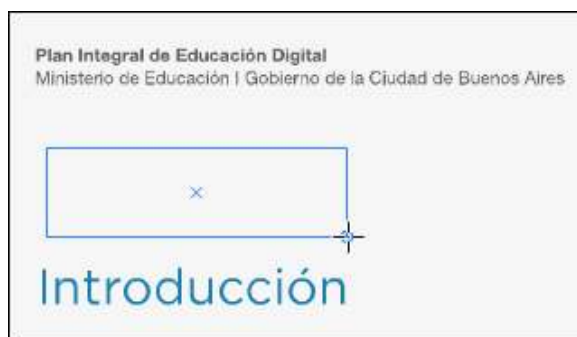 Plan Integral de Educación Digital
Ministerio de Educación I Gobierno de la Ciudad de Buenos Aires
Introducción